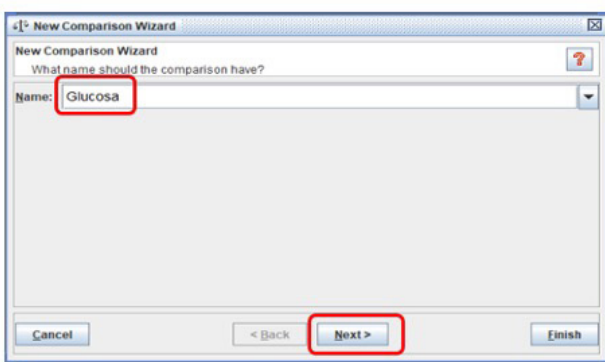 New Comparison Wizard
New Comparison Wizard
What name should the comparison have?
?
Name: Glucosa
Cancel < Back Next > Finish